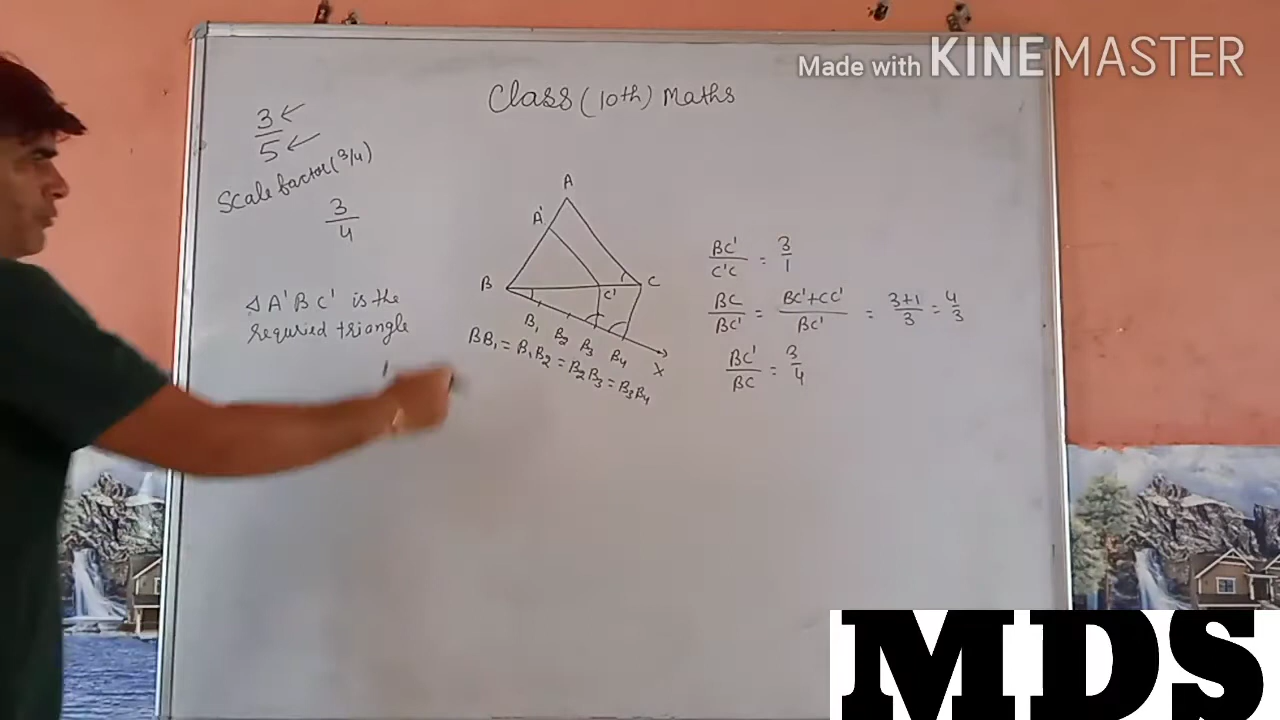 Made with KINEMASTER
Class (10th) Maths
3
5
Scale factor (3/4)
3
4
Δ A' B C' is the
requried triangle
A
A'
B
C'
C
B₁ B₂ B₃ B₄
X
BB₁ = B₁B₂ = B₂B₃ = B₃B₄
BC'/C'C = 3/1
BC/BC' = BC'+CC'/BC' = 3+1/3 = 4/3
BC'/BC = 3/4
MDS